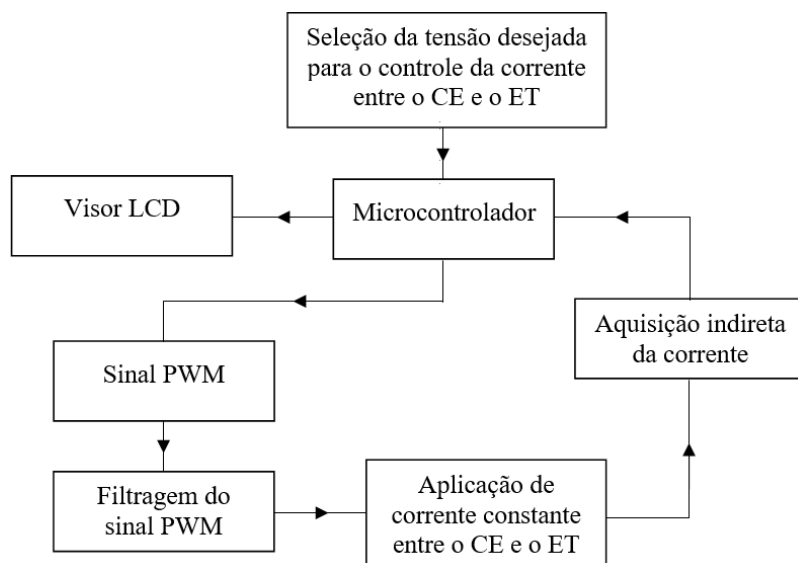 Seleção da tensão desejada
para o controle da corrente
entre o CE e o ET
Visor LCD
Microcontrolador
Aquisição indireta
da corrente
Sinal PWM
Filtragem do
sinal PWM
Aplicação de
corrente constante
entre o CE e o ET